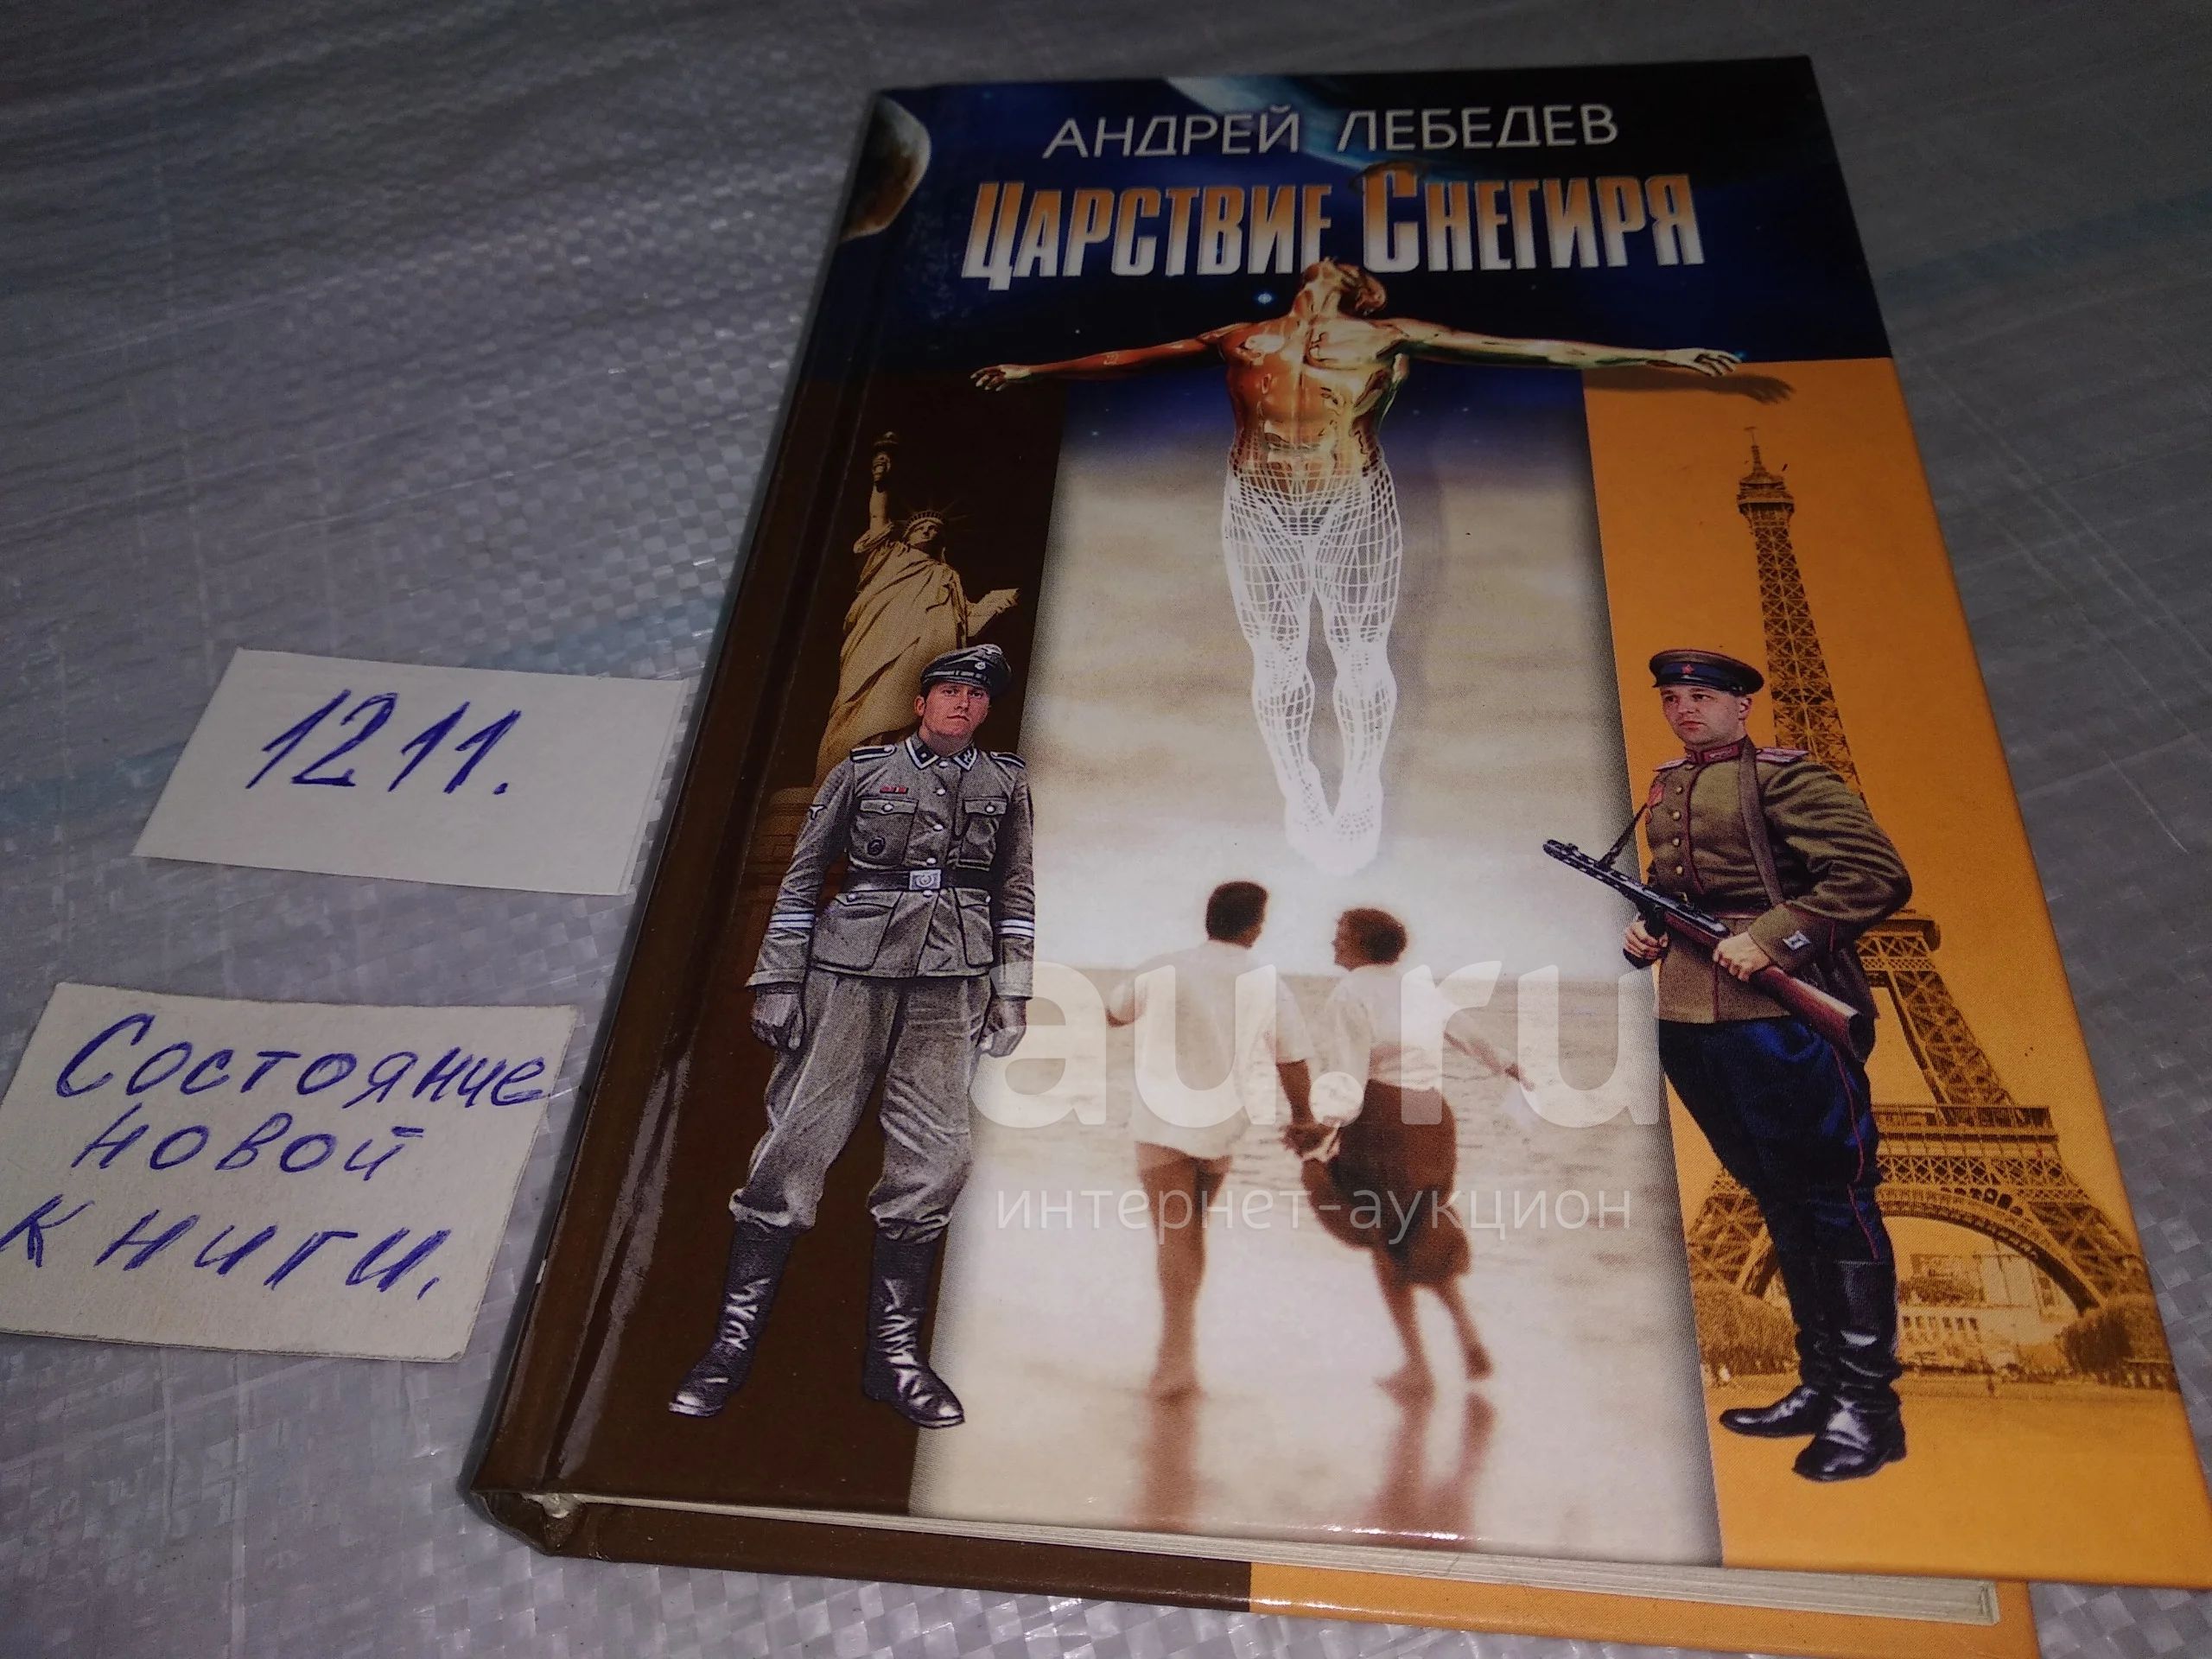 АНДРЕЙ ЛЕБЕДЕВ
ЦАРСТВИЕ СНЕГИРЯ
1211.
Состояние
новой
книги.
au.ru
интернет-аукцион